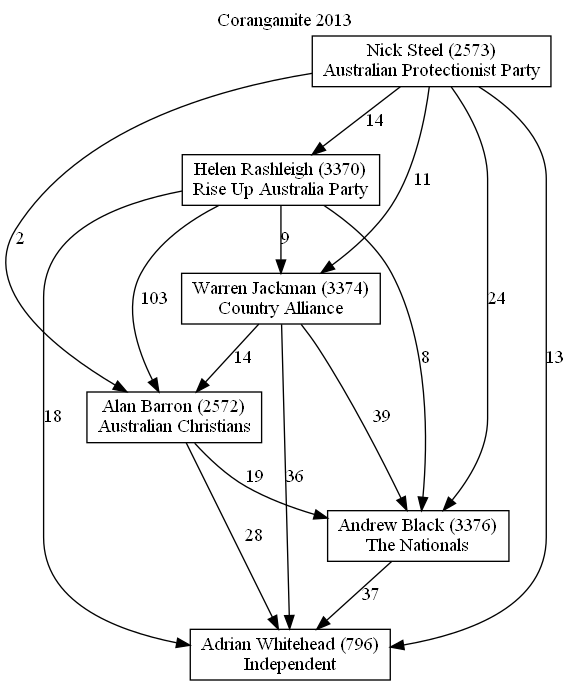 Corangamite 2013
Nick Steel (2573)
Australian Protectionist Party
14
Helen Rashleigh (3370)
Rise Up Australia Party
11
2
9
Warren Jackman (3374)
Country Alliance
103
24
14
8
13
Alan Barron (2572)
Australian Christians
18
39
19
36
Andrew Black (3376)
The Nationals
28
37
Adrian Whitehead (796)
Independent